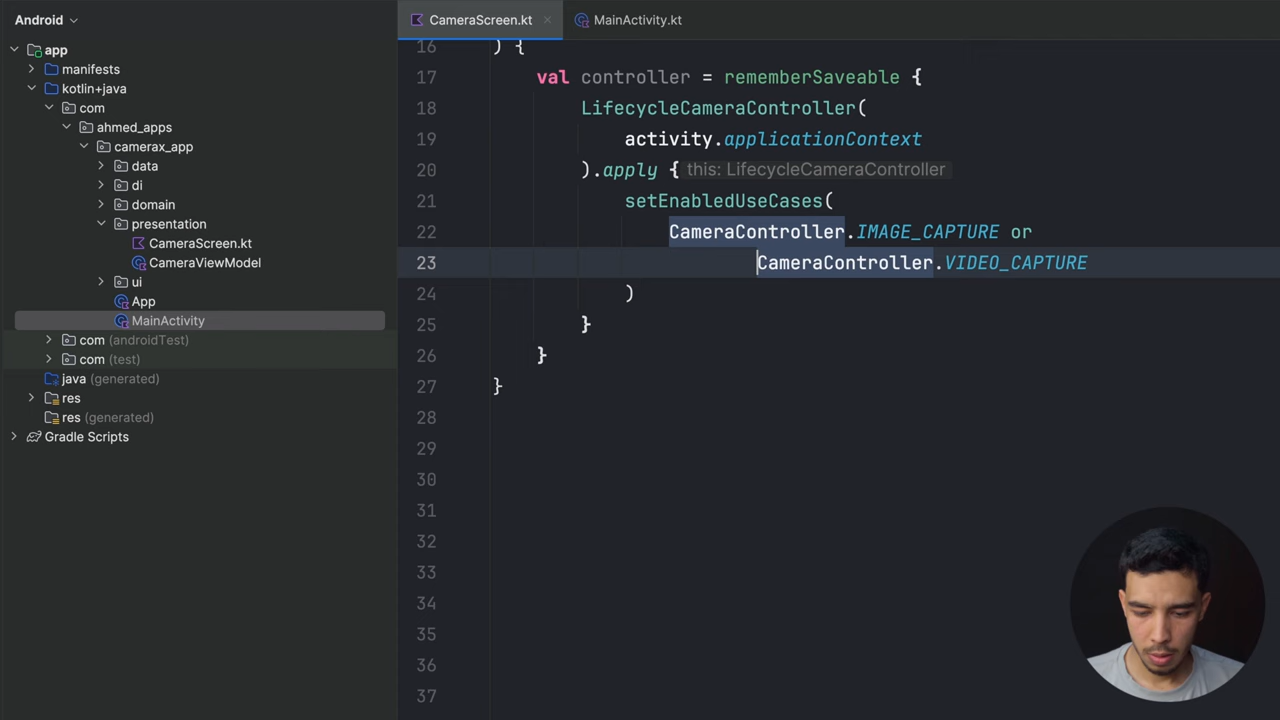 Android
app
manifests
kotlin+java
com
ahmed_apps
camerax_app
data
di
domain
presentation
CameraScreen.kt
CameraViewModel
ui
App
MainActivity
com (androidTest)
com (test)
java (generated)
res
res (generated)
Gradle Scripts
CameraScreen.kt
MainActivity.kt
16 ) {
17 val controller = rememberSaveable {
18 LifecycleCameraController(
19 activity.applicationContext
20 ).apply { this: LifecycleCameraController
21 setEnabledUseCases(
22 CameraController.IMAGE_CAPTURE or
23 CameraController.VIDEO_CAPTURE
24 )
25 }
26 }
27 }
28
29
30
31
32
33
34
35
36
37